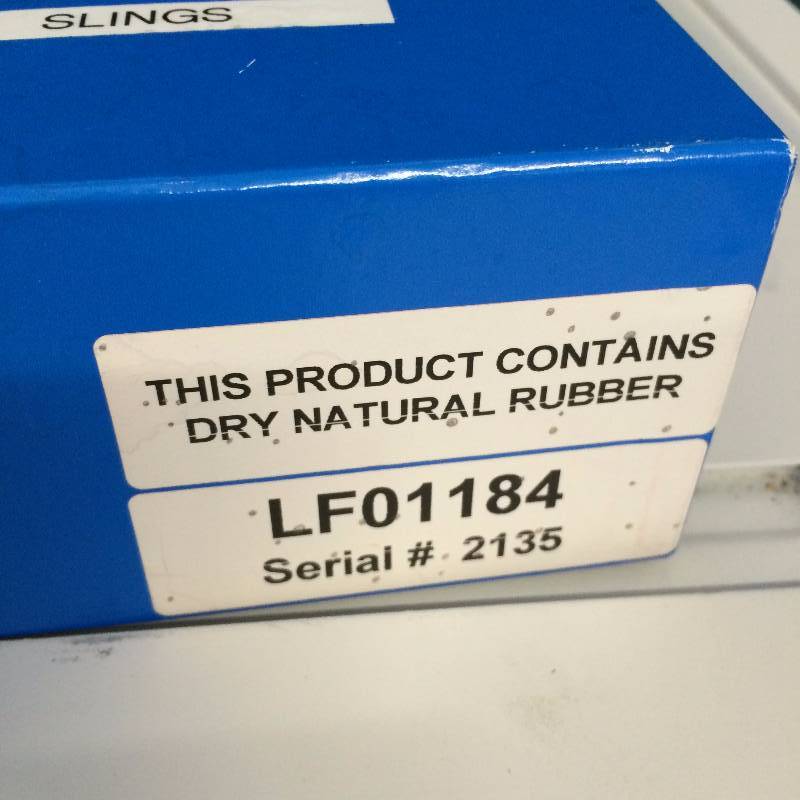 SLINGS
THIS PRODUCT CONTAINS
DRY NATURAL RUBBER
LF01184
Serial # 2135